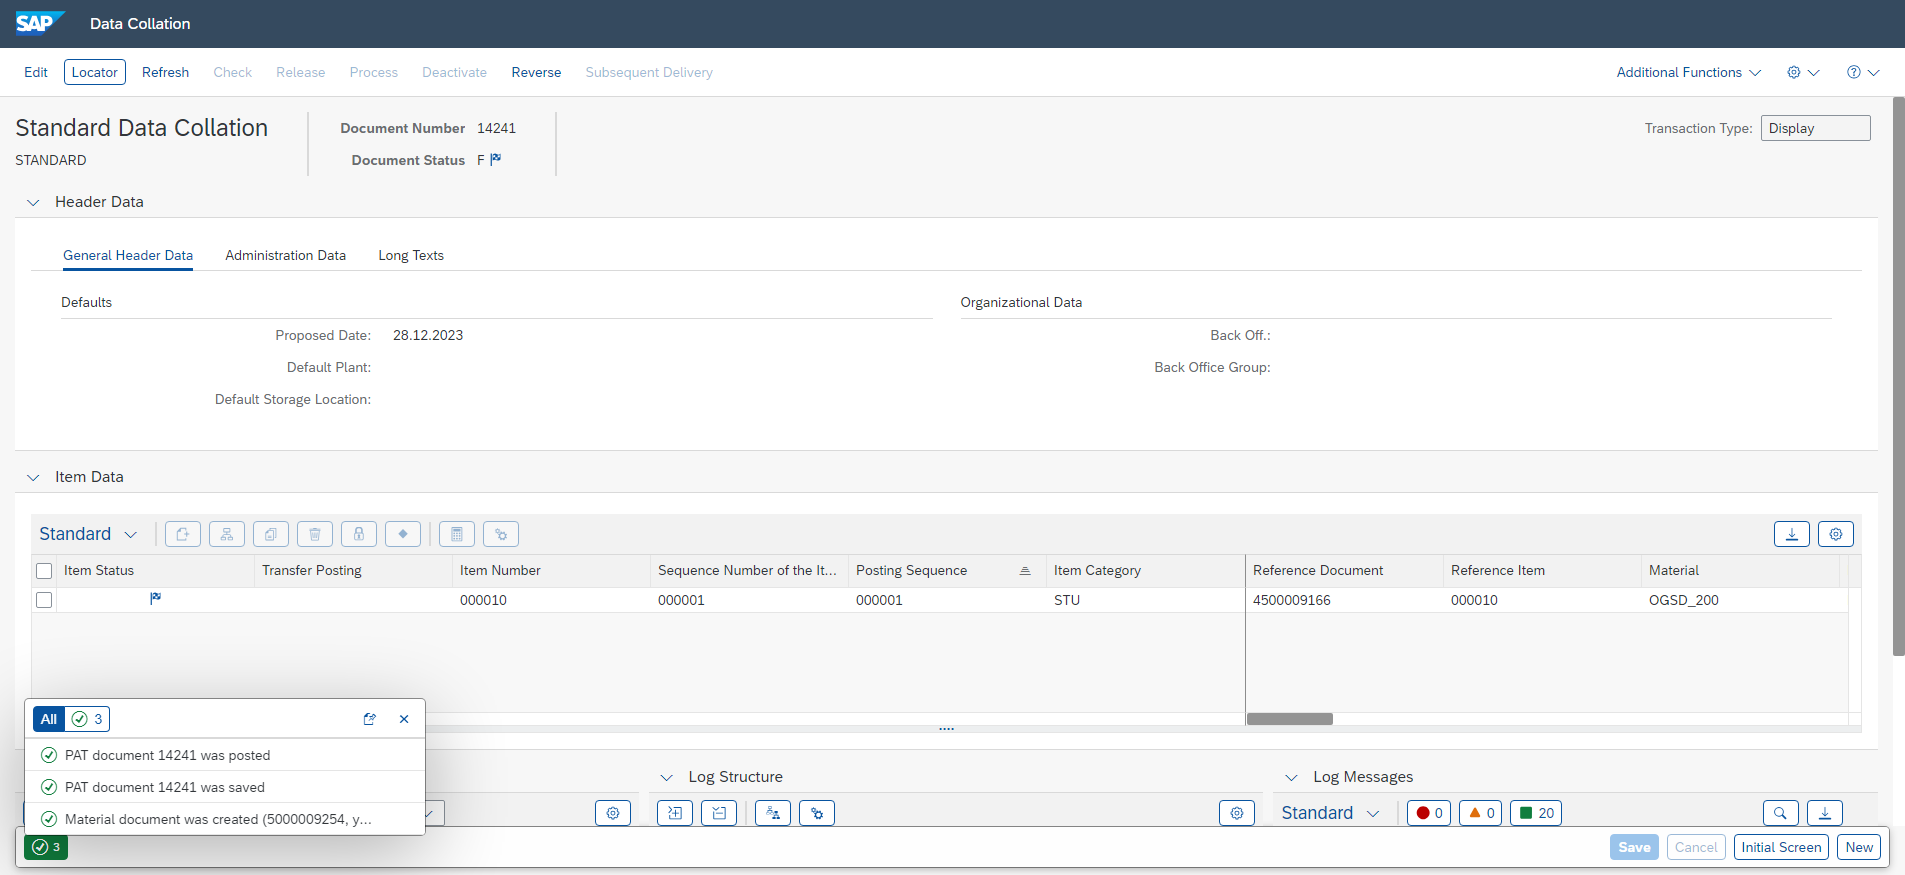 SAP Data Collation
Edit Locator Refresh Check Release Process Deactivate Reverse Subsequent Delivery Additional Functions
Standard Data Collation
STANDARD
Document Number 14241
Document Status F
Transaction Type: Display
Header Data
General Header Data Administration Data Long Texts
Defaults
Proposed Date: 28.12.2023
Default Plant:
Default Storage Location:
Organizational Data
Back Off.:
Back Office Group:
Item Data
Standard
Item Status Transfer Posting Item Number Sequence Number of the It... Posting Sequence Item Category Reference Document Reference Item Material
000010 000001 000001 STU 4500009166 000010 OGSD_200
All 3
PAT document 14241 was posted
PAT document 14241 was saved
Material document was created (5000009254, y...
Log Structure
Log Messages
Standard 0 0 20
3
Save Cancel Initial Screen New